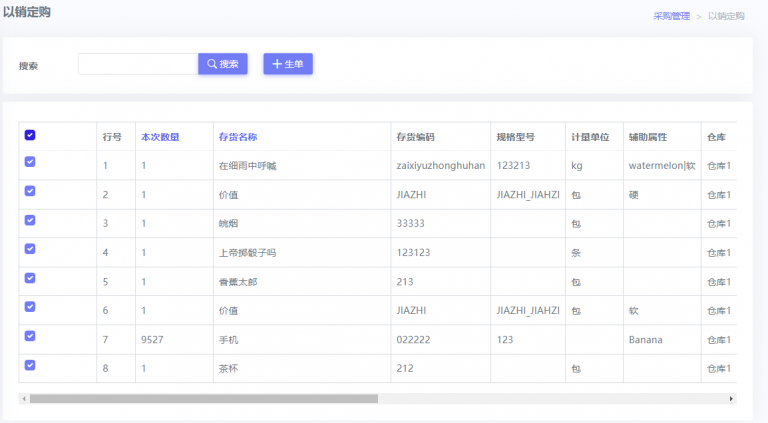 以销定购
采购管理 > 以销定购
搜索 搜索 生单
行号 本次数量 存货名称 存货编码 规格型号 计量单位 辅助属性 仓库
1 1 在细雨中呼喊 zaixiyuzhonghuhan 123213 kg watermelon|软 仓库1
2 1 价值 JIAZHI JIAZHI_JIAHZI 包 硬 仓库1
3 1 皖烟 33333 包 仓库1
4 1 上帝掷骰子吗 123123 条 仓库1
5 1 香蕉太郎 213 包 仓库1
6 1 价值 JIAZHI JIAZHI_JIAHZI 包 软 仓库1
7 9527 手机 022222 123 Banana 仓库1
8 1 茶杯 212 包 仓库1